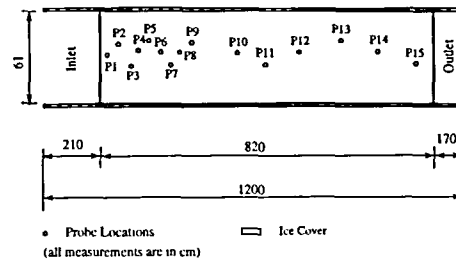 P5
P2
P9
P13
P4
P6
P10
P12
P14
P8
P15
P1
P3
P7
P11
61
Inlet
Outlet
210
820
170
1200
Probe Locations
Ice Cover
(all measurements are in cm)